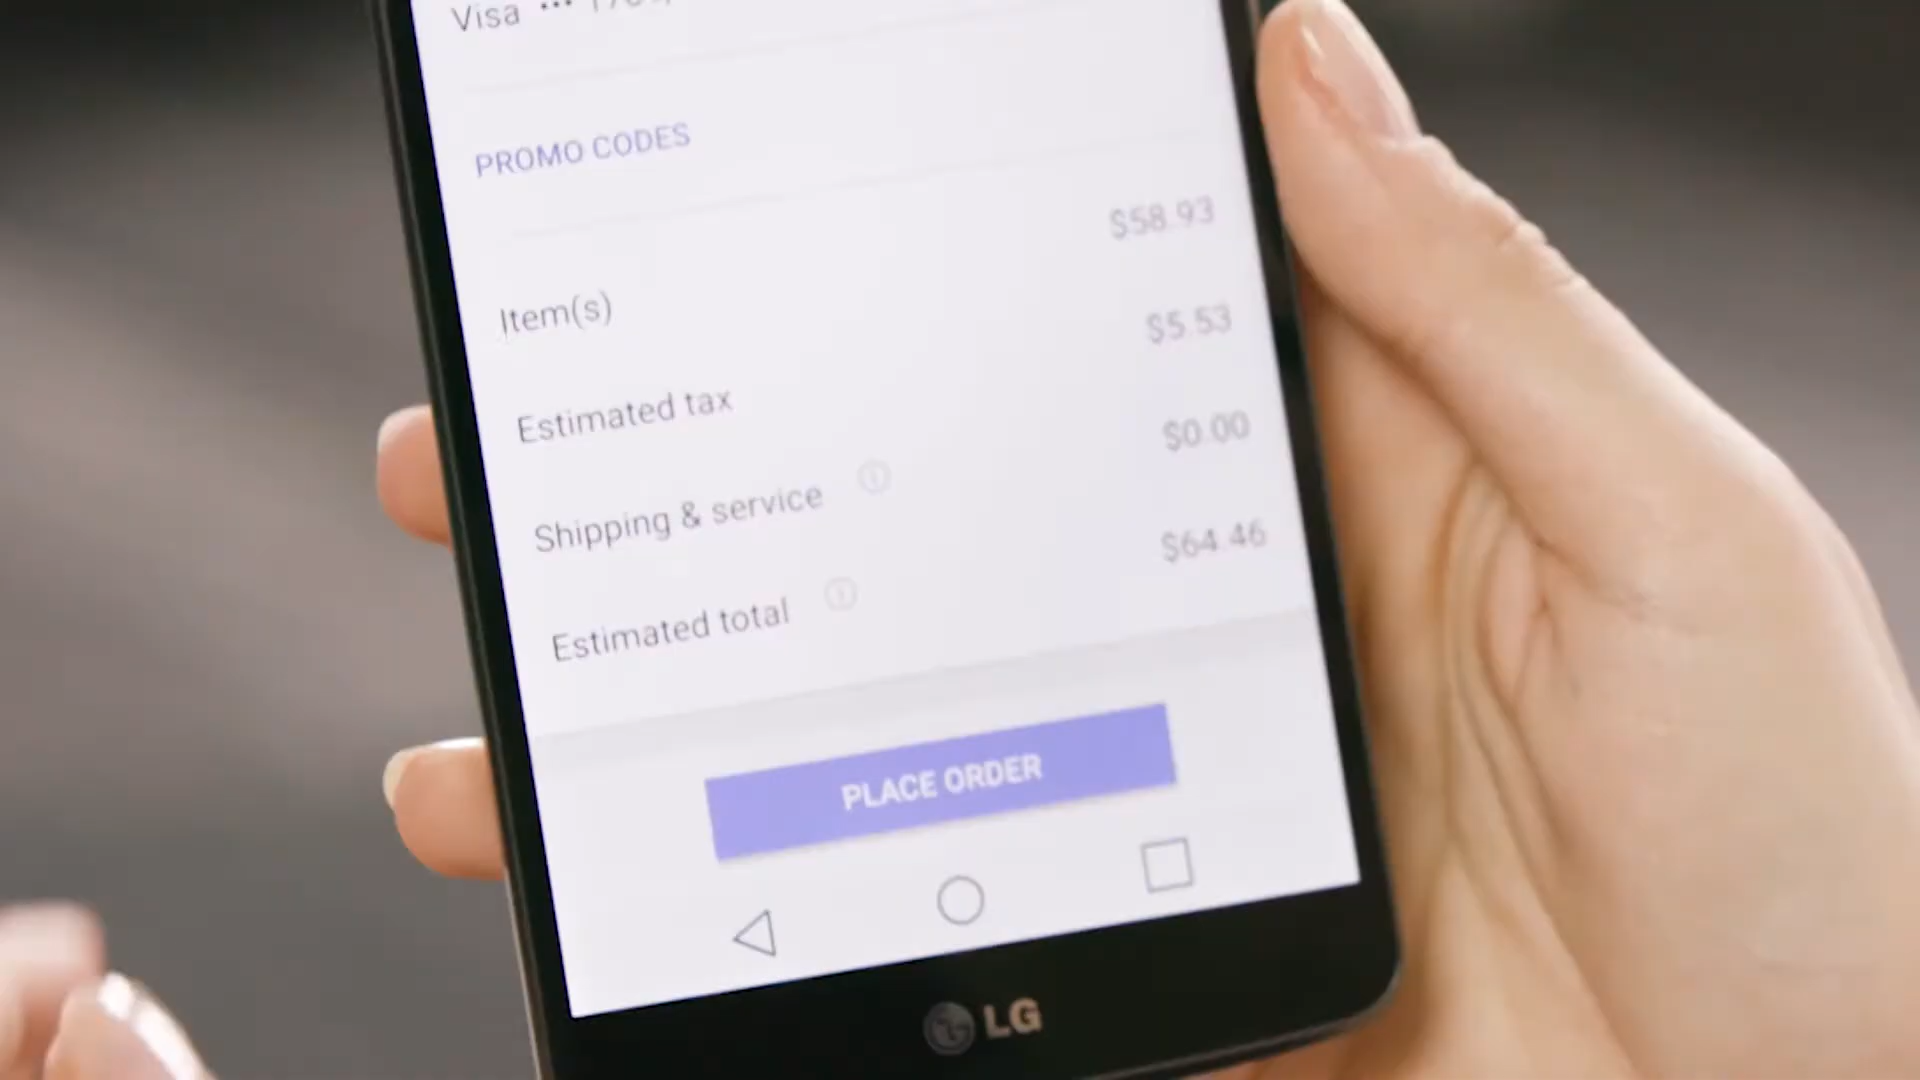 Visa •••
PROMO CODES
Item(s) $58.93
Estimated tax $5.53
Shipping & service $0.00
Estimated total $64.46
PLACE ORDER
LG